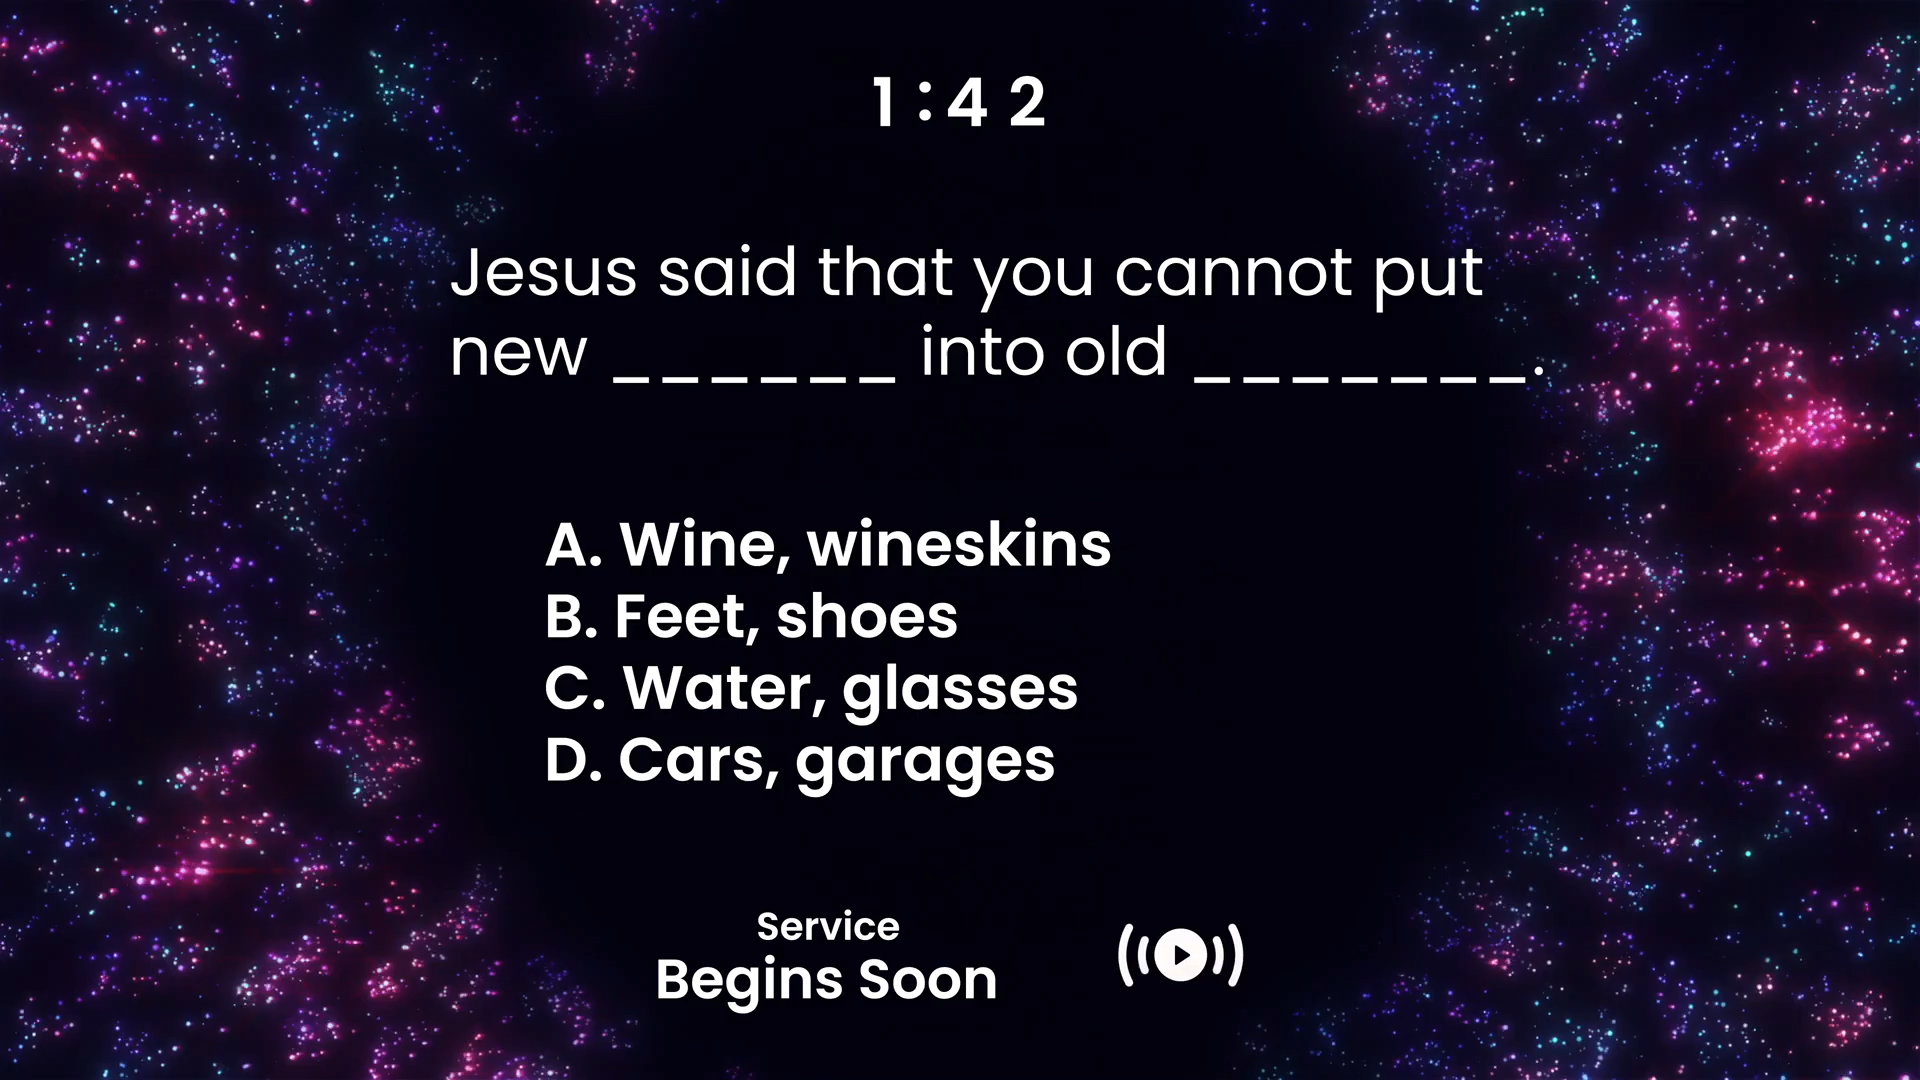 1:42
Jesus said that you cannot put
new ______ into old _______.
A. Wine, wineskins
B. Feet, shoes
C. Water, glasses
D. Cars, garages
Service
Begins Soon